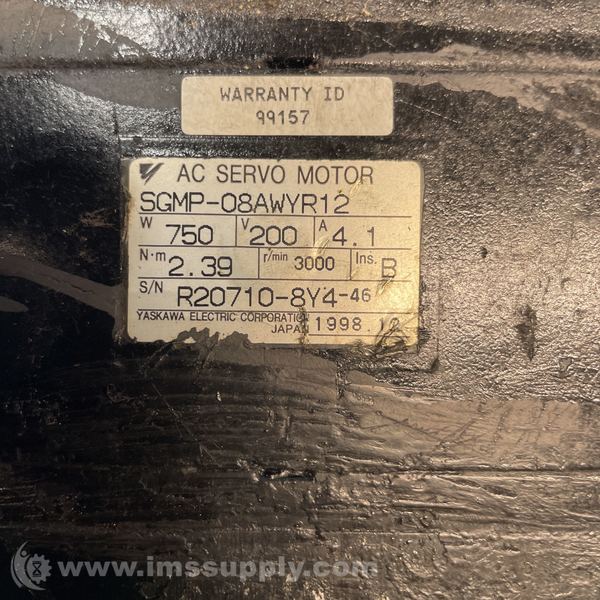 WARRANTY ID
99157
AC SERVO MOTOR
SGMP-08AWYR12
W 750 V 200 A 4.1
N·m 2.39 r/min 3000 Ins. B
S/N R20710-8Y4-46
YASKAWA ELECTRIC CORPORATION
JAPAN 1998.12
www.imssupply.com